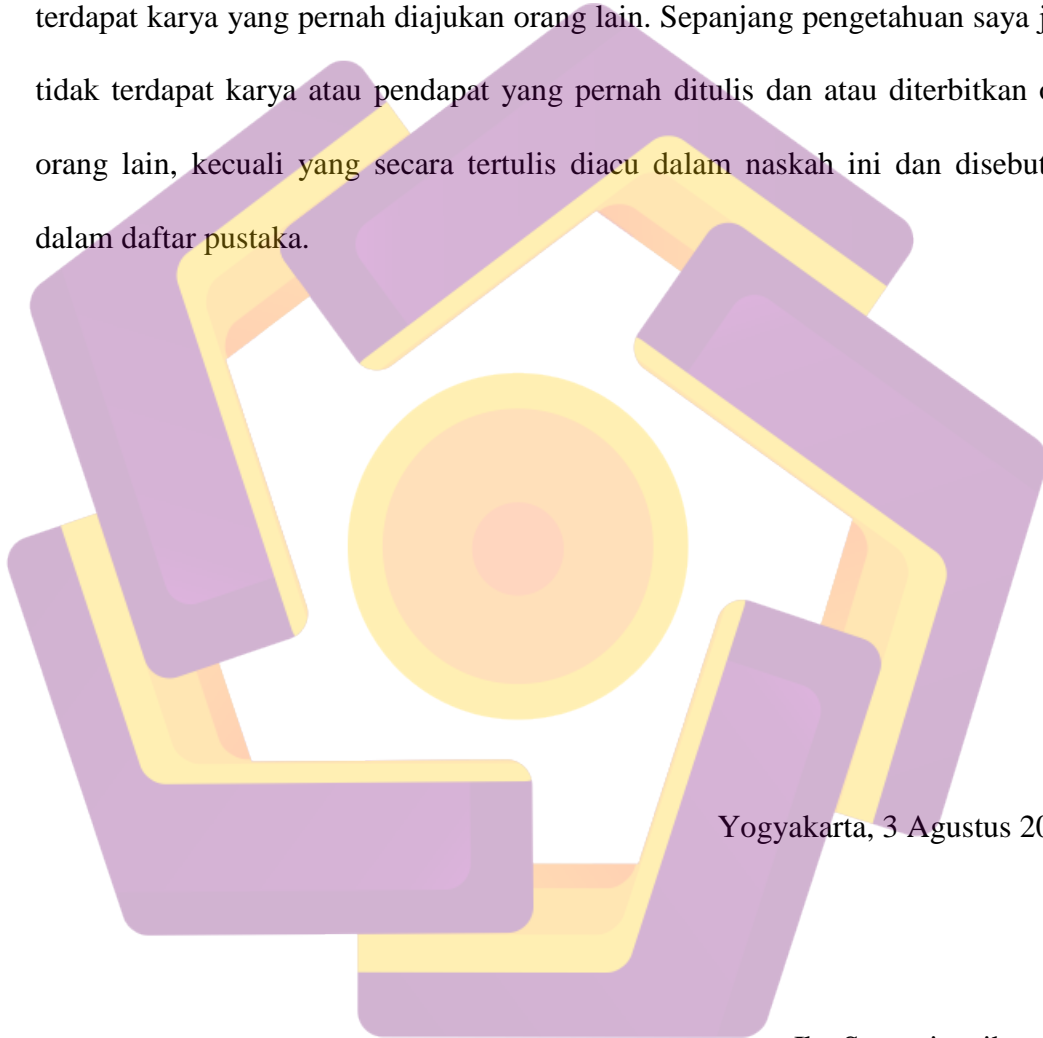 terdapat karya yang pernah diajukan orang lain. Sepanjang pengetahuan saya
tidak terdapat karya atau pendapat yang pernah ditulis dan atau diterbitkan
orang lain, kecuali yang secara tertulis diacu dalam naskah ini dan disebut
dalam daftar pustaka.
Yogyakarta, 3 Agustus 20